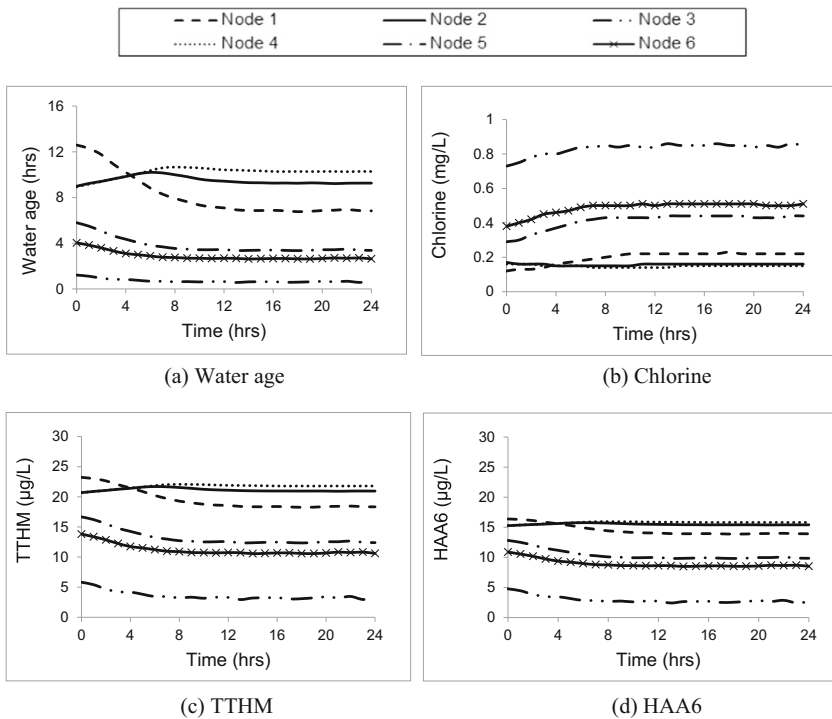 Node 1 Node 2 Node 3
Node 4 Node 5 Node 6
16
12
8
4
0
Water age (hrs)
0 4 8 12 16 20 24
Time (hrs)
(a) Water age
1
0.8
0.6
0.4
0.2
0
Chlorine (mg/L)
0 4 8 12 16 20 24
Time (hrs)
(b) Chlorine
30
25
20
15
10
5
0
TTHM (µg/L)
0 4 8 12 16 20 24
Time (hrs)
(c) TTHM
30
25
20
15
10
5
0
HAA6 (µg/L)
0 4 8 12 16 20 24
Time (hrs)
(d) HAA6